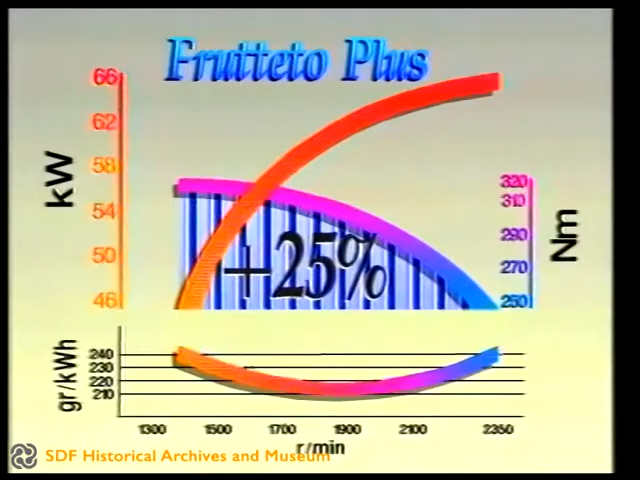 Frutteto Plus
66
62
58
54
50
46
kW
320
310
290
270
250
Nm
+25%
240
230
220
210
gr/kWh
1300 1500 1700 1900 2100 2350
r/min
SDF Historical Archives and Museum